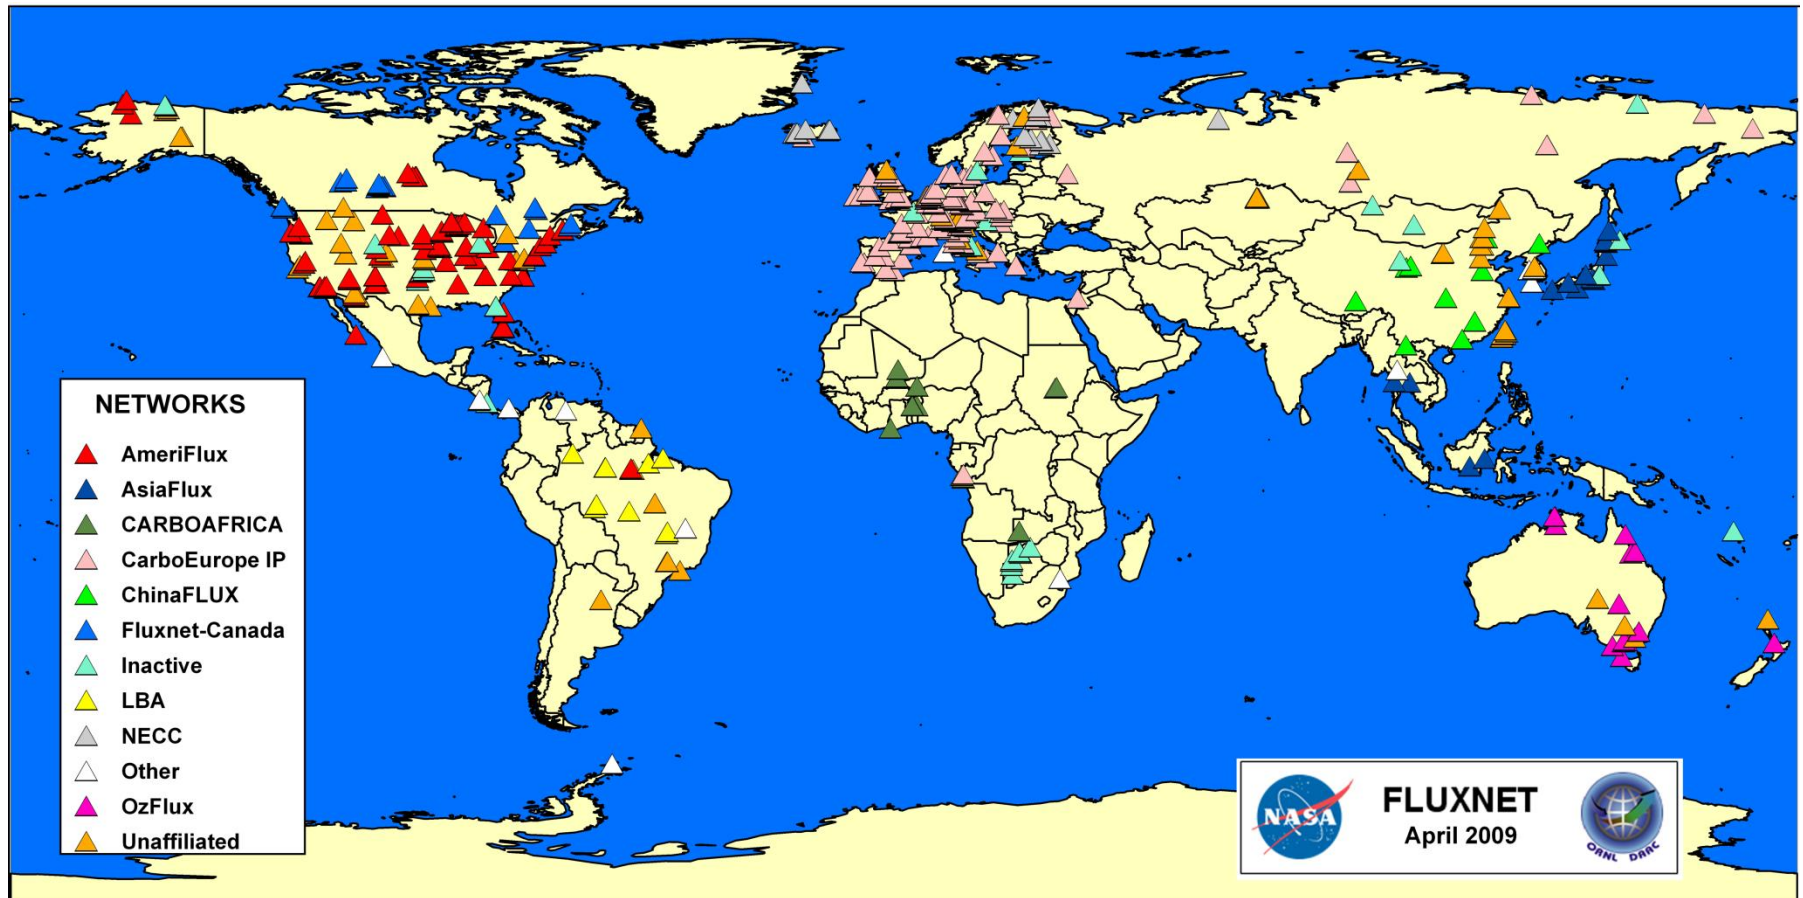 NETWORKS
AmeriFlux
AsiaFlux
CARBOAFRICA
CarboEurope IP
ChinaFLUX
Fluxnet-Canada
Inactive
LBA
NECC
Other
OzFlux
Unaffiliated
NASA
FLUXNET
April 2009
ORNL DAAC